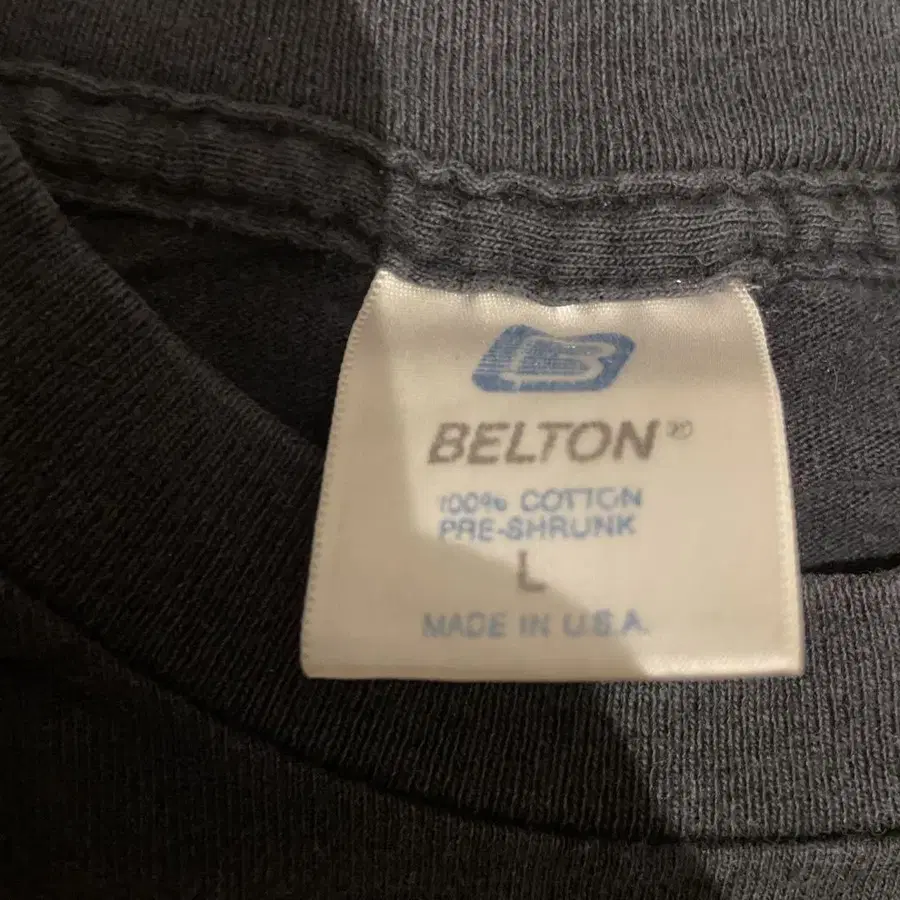 B
BELTON®
100% COTTON
PRE-SHRUNK
L
MADE IN U.S.A.